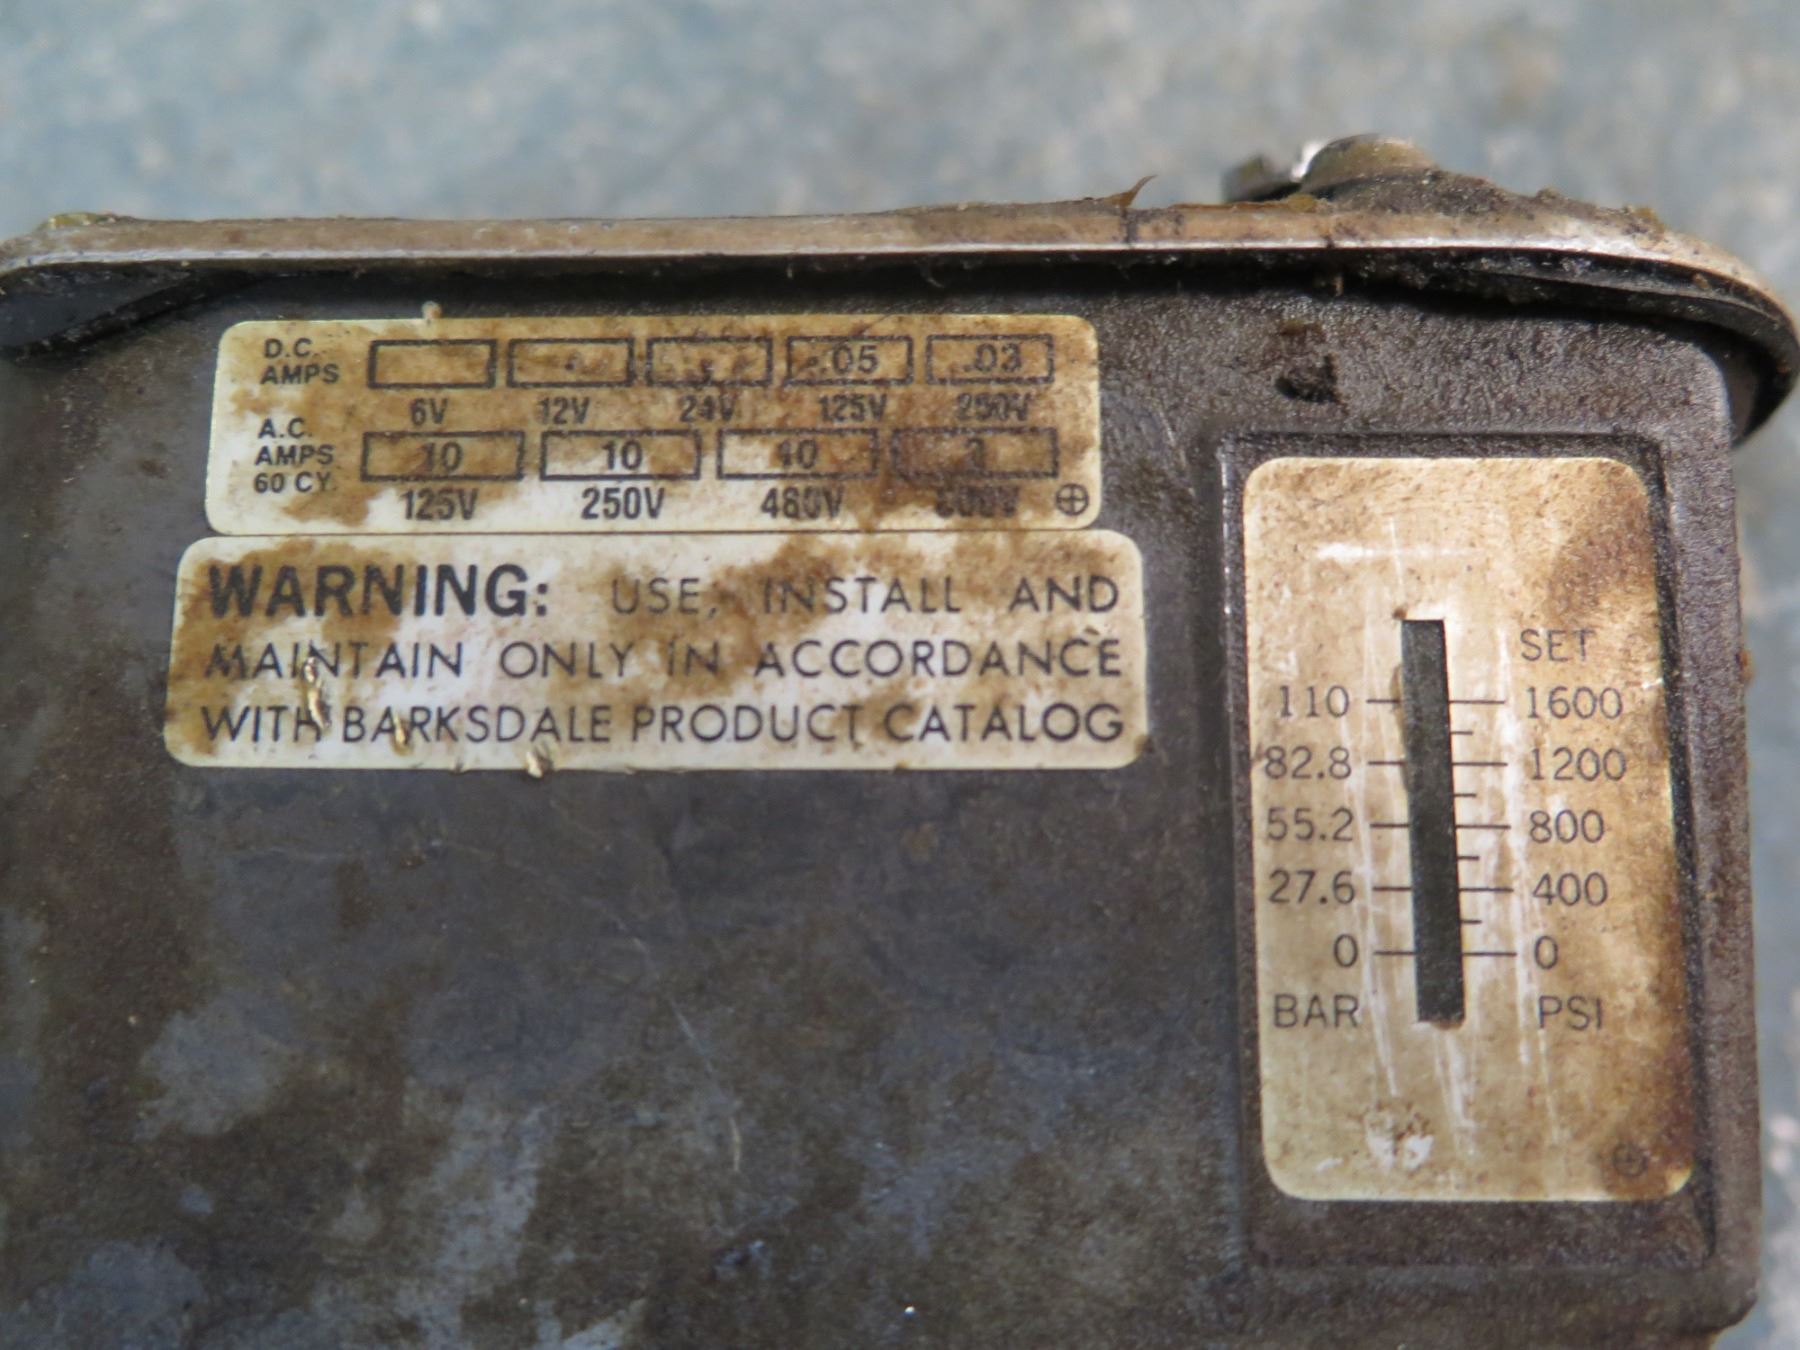 D.C.
AMPS
.05 .03
6V 12V 24V 125V 250V
A.C.
AMPS
60 CY.
10 10 10 3
125V 250V 480V
WARNING: USE, INSTALL AND
MAINTAIN ONLY IN ACCORDANCE
WITH BARKSDALE PRODUCT CATALOG
SET
110 1600
82.8 1200
55.2 800
27.6 400
0 0
BAR PSI